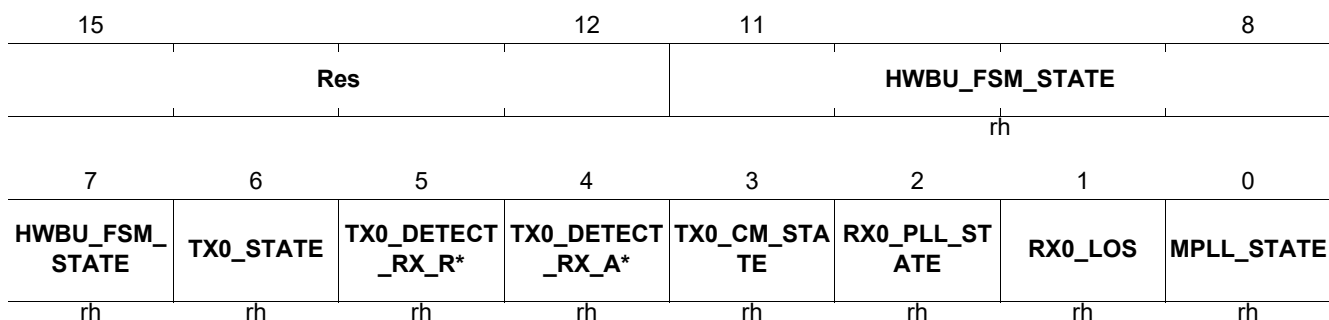 15 12 11 8
Res HWBU_FSM_STATE
rh
7 6 5 4 3 2 1 0
HWBU_FSM_ TX0_STATE TX0_DETECT TX0_DETECT TX0_CM_STA RX0_PLL_ST RX0_LOS MPLL_STATE
STATE _RX_R* _RX_A* TE ATE
rh rh rh rh rh rh rh rh